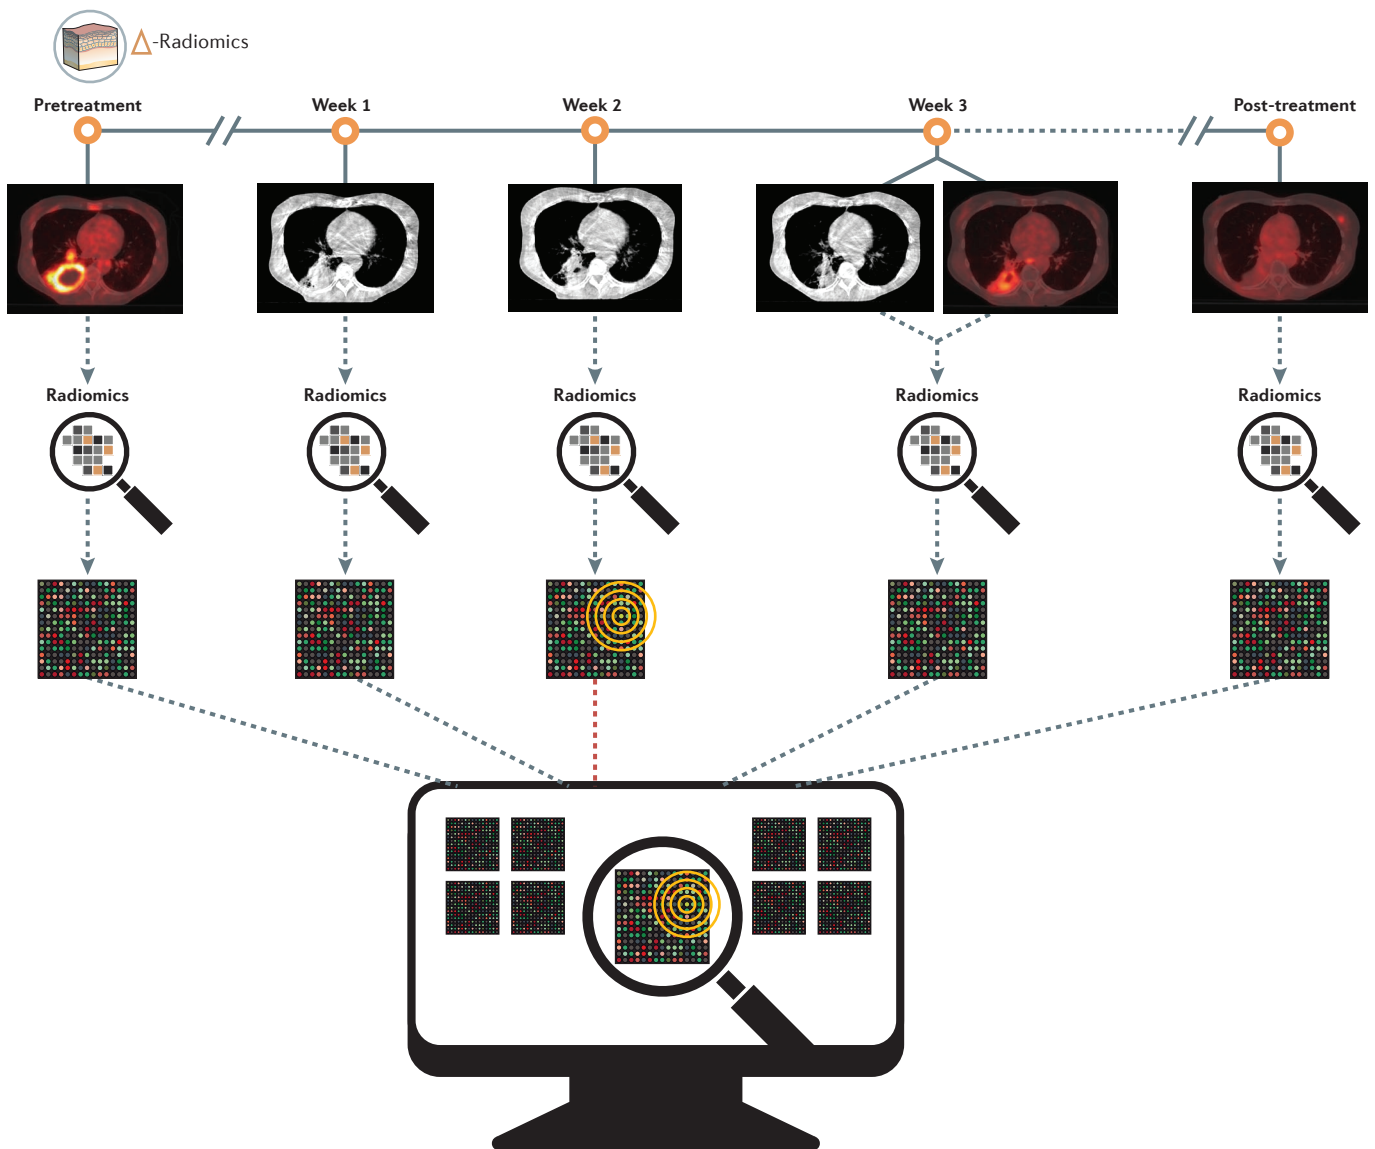 Δ-Radiomics
Pretreatment
Week 1
Week 2
Week 3
Post-treatment
Radiomics
Radiomics
Radiomics
Radiomics
Radiomics